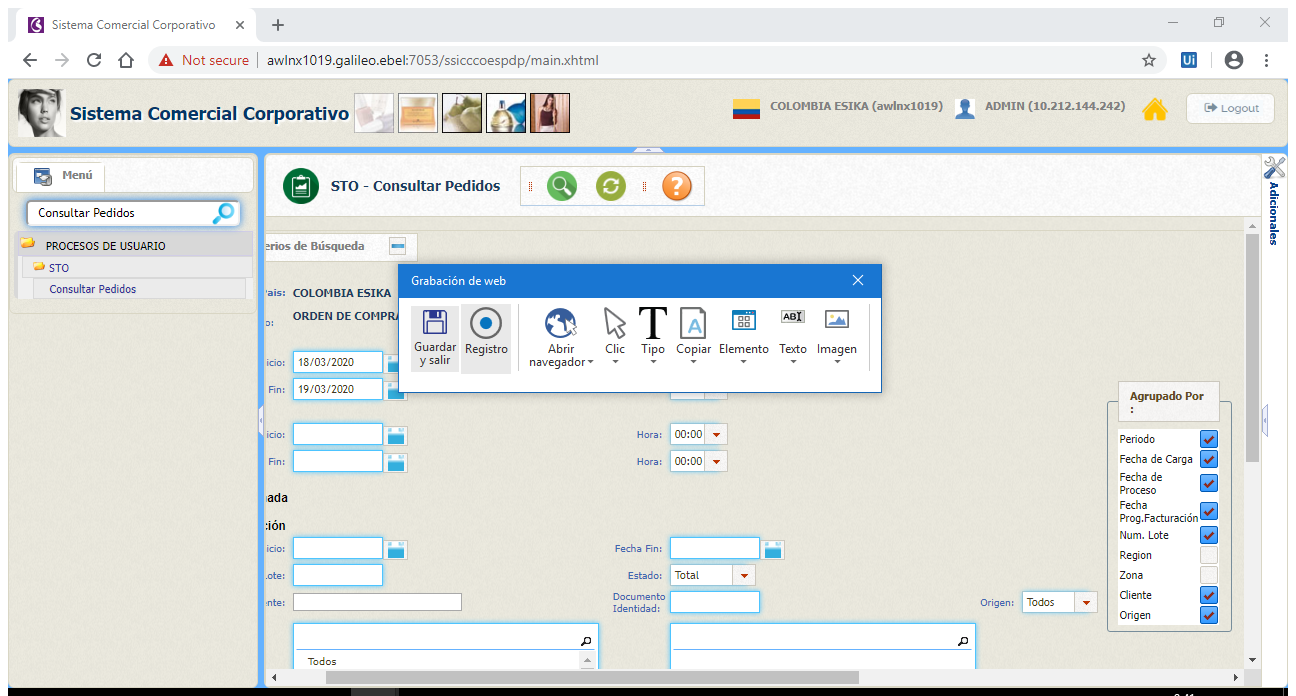 Sistema Comercial Corporativo
Not secure awlnx1019.galileo.ebel:7053/ssicccoespdp/main.xhtml
Ui
Sistema Comercial Corporativo
COLOMBIA ESIKA (awlnx1019)
ADMIN (10.212.144.242)
Logout
Menú
Consultar Pedidos
PROCESOS DE USUARIO
STO
Consultar Pedidos
STO - Consultar Pedidos
?
Adicionales
erios de Búsqueda
Grabación de web
Guardar y salir
Registro
Abrir navegador
Clic
Tipo
Copiar
Elemento
Texto
Imagen
ais: COLOMBIA ESIKA
o: ORDEN DE COMPRA
icio: 18/03/2020
Fin: 19/03/2020
icio:
Hora: 00:00
Fin:
Hora: 00:00
ada
ción
icio:
Fecha Fin:
ote:
Estado: Total
nte:
Documento Identidad:
Origen: Todos
Todos
Agrupado Por :
Periodo
Fecha de Carga
Fecha de Proceso
Fecha Prog.Facturación
Num. Lote
Region
Zona
Cliente
Origen